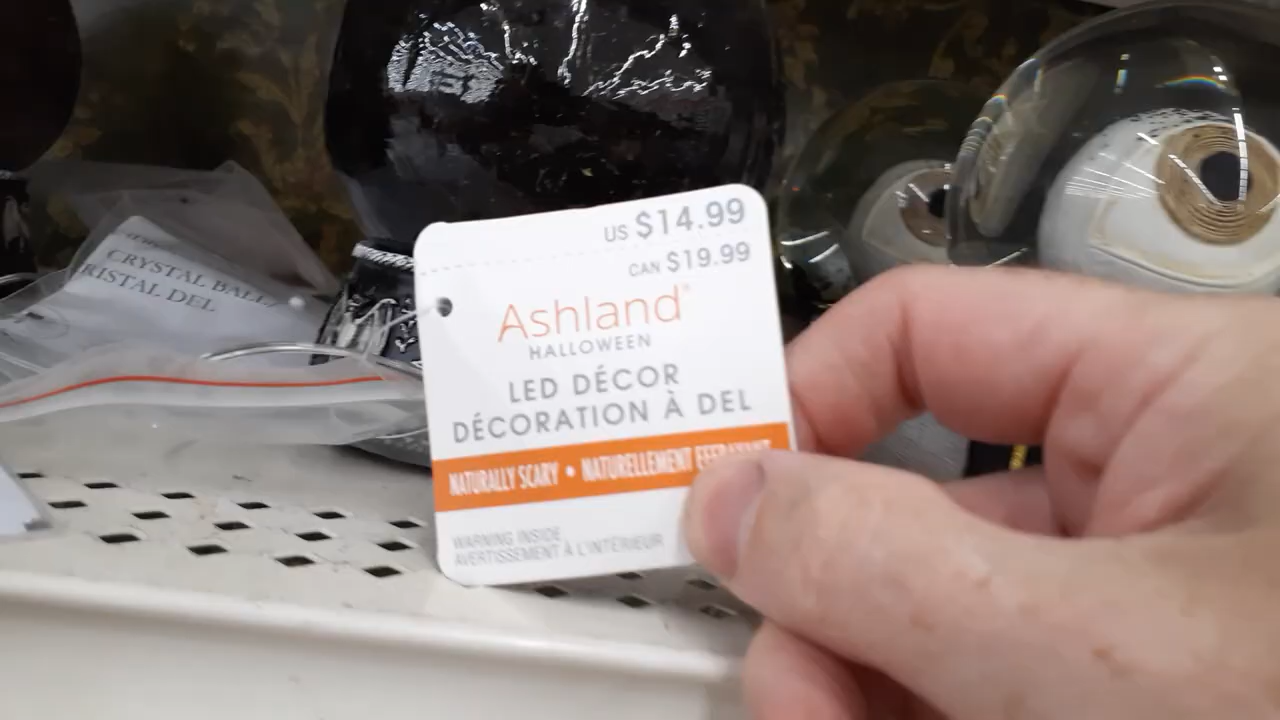 US $14.99
CAN $19.99
Ashland®
HALLOWEEN
LED DÉCOR
DÉCORATION À DEL
NATURALLY SCARY • NATURELLEMENT
WARNING INSIDE
AVERTISSEMENT À L'INTÉRIEUR
CRYSTAL BALL
RISTAL DEL